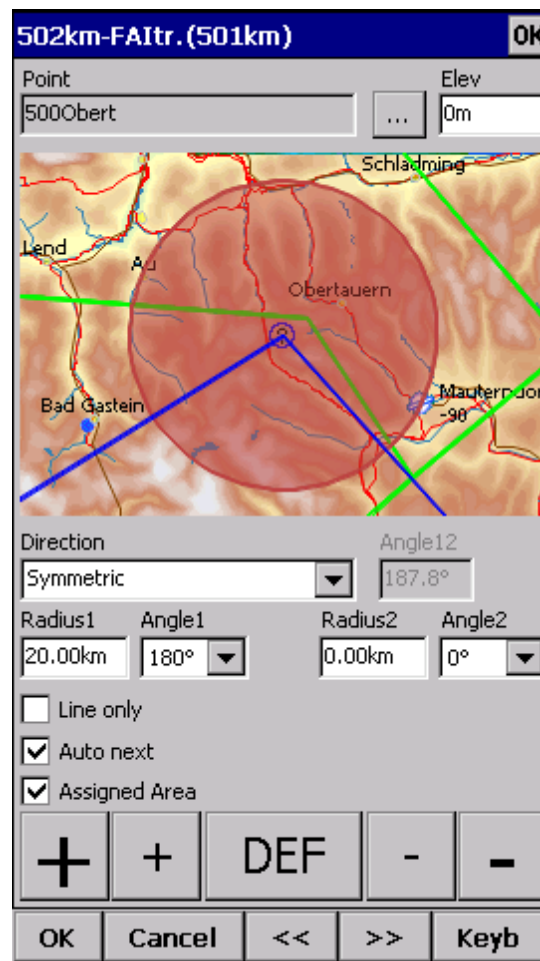 502km-FAItr.(501km) OK
Point Elev
500Obert ... 0m
Schladming
Lend
Au
Obertauern
Bad Gastein
Mauterndor
-90
Direction Angle12
Symmetric 187.8°
Radius1 Angle1 Radius2 Angle2
20.00km 180° 0.00km 0°
Line only
Auto next
Assigned Area
+ + DEF - -
OK Cancel << >> Keyb